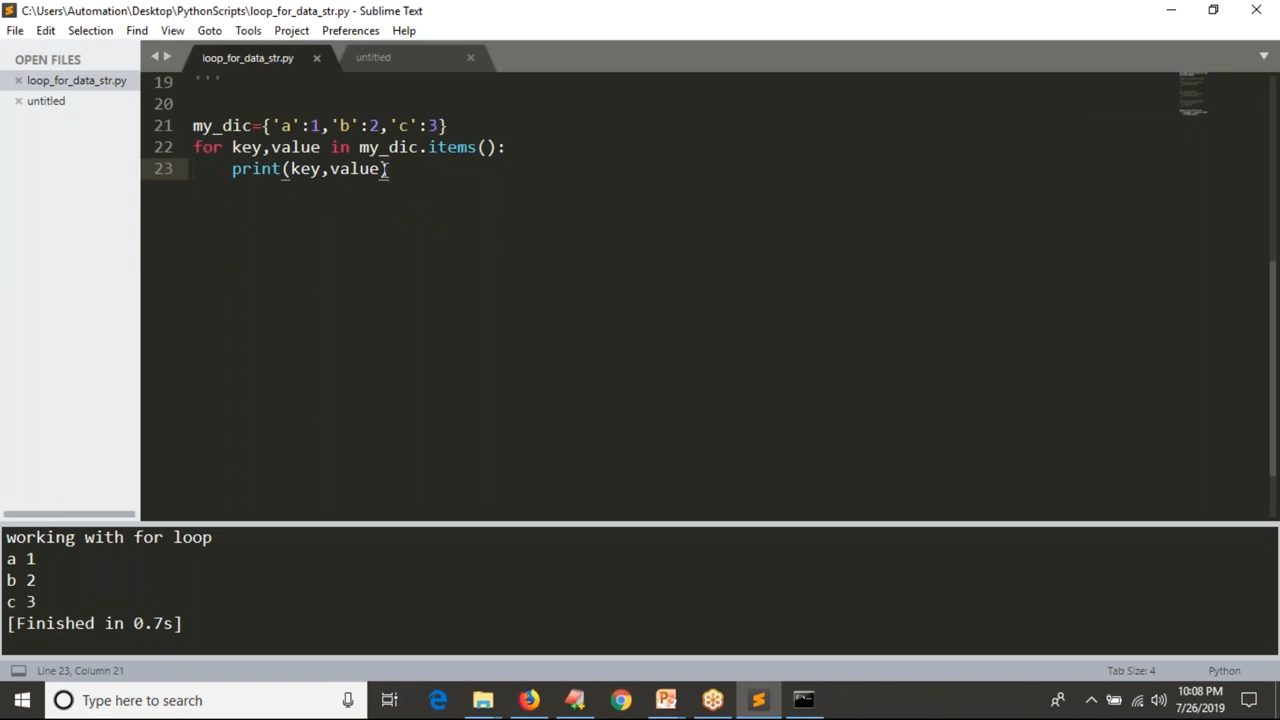 C:\Users\Automation\Desktop\PythonScripts\loop_for_data_str.py - Sublime Text
File Edit Selection Find View Goto Tools Project Preferences Help
OPEN FILES
loop_for_data_str.py
untitled
loop_for_data_str.py
untitled
19 '''
20
21 my_dic={'a':1,'b':2,'c':3}
22 for key,value in my_dic.items():
23 print(key,value)
working with for loop
a 1
b 2
c 3
[Finished in 0.7s]
Line 23, Column 21
Tab Size: 4
Python
Type here to search
10:08 PM
7/26/2019